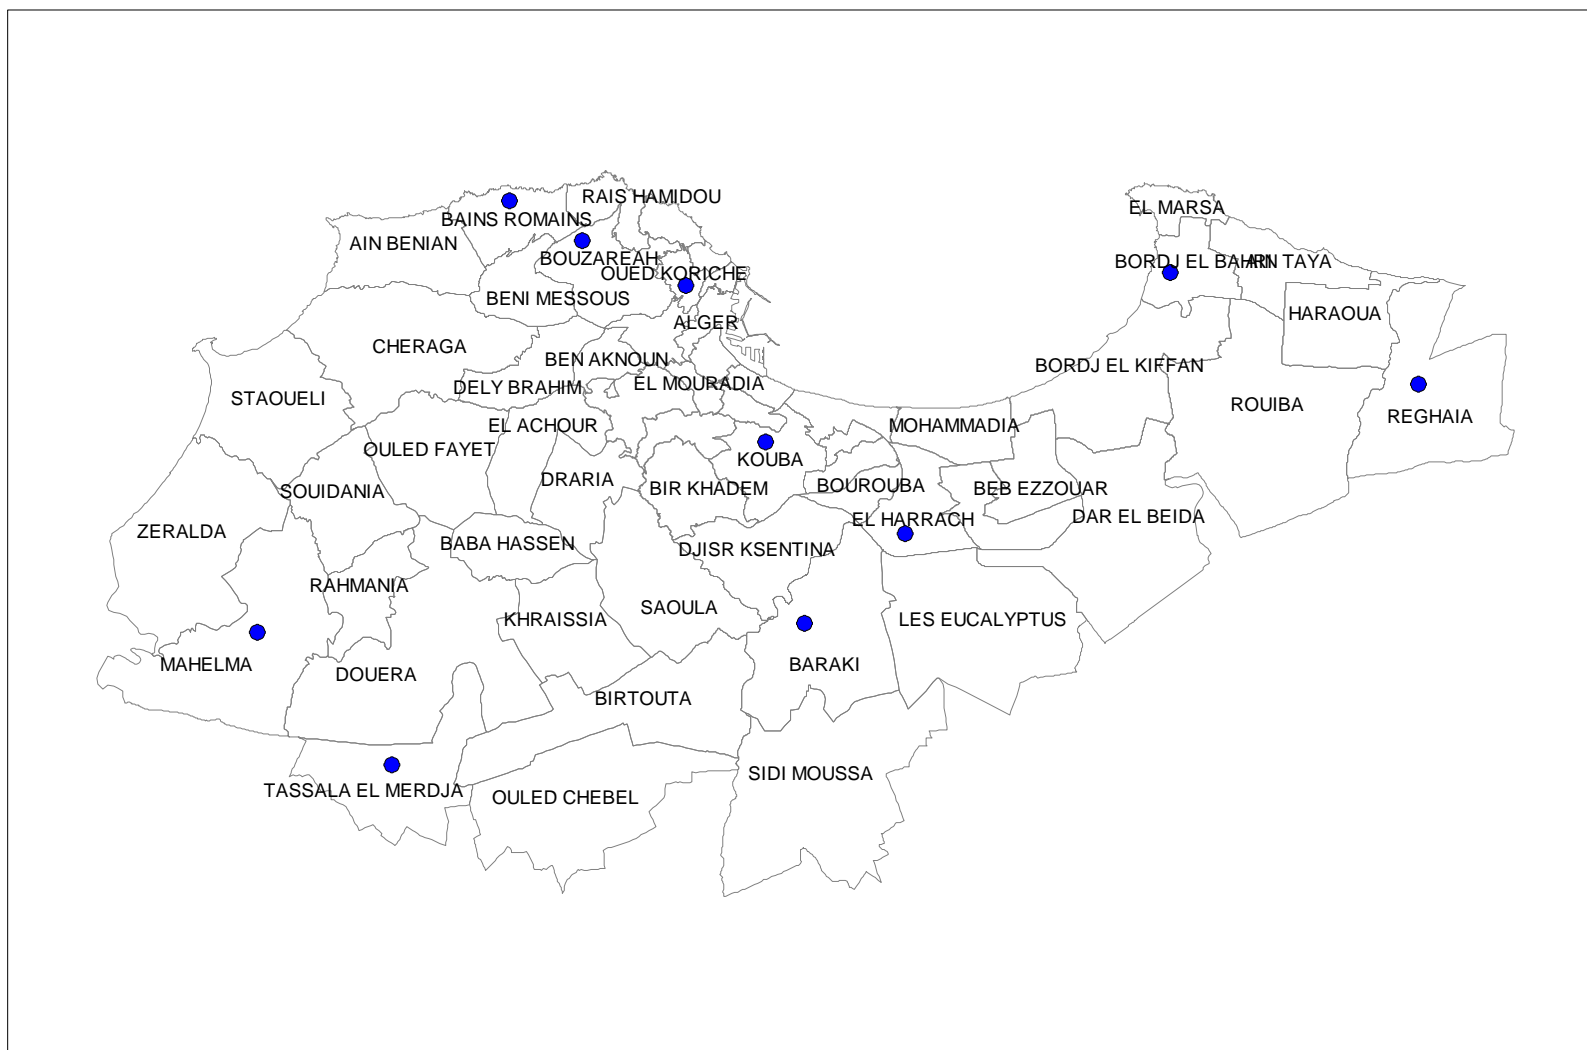 RAIS HAMIDOU
EL MARSA
BAINS ROMAINS
AIN BENIAN
BOUZAREAH
BORDJ EL BAHRI
AIN TAYA
OUED KORICHE
BENI MESSOUS
HARAOUA
ALGER
CHERAGA
BEN AKNOUN
BORDJ EL KIFFAN
DELY BRAHIM
EL MOURADIA
STAOUELI
ROUIBA
REGHAIA
EL ACHOUR
MOHAMMADIA
OULED FAYET
KOUBA
DRARIA
BIR KHADEM
BOUROUBA
BEB EZZOUAR
SOUIDANIA
DAR EL BEIDA
EL HARRACH
ZERALDA
BABA HASSEN
DJISR KSENTINA
RAHMANIA
SAOULA
KHRAISSIA
LES EUCALYPTUS
MAHELMA
BARAKI
DOUERA
BIRTOUTA
SIDI MOUSSA
TASSALA EL MERDJA
OULED CHEBEL